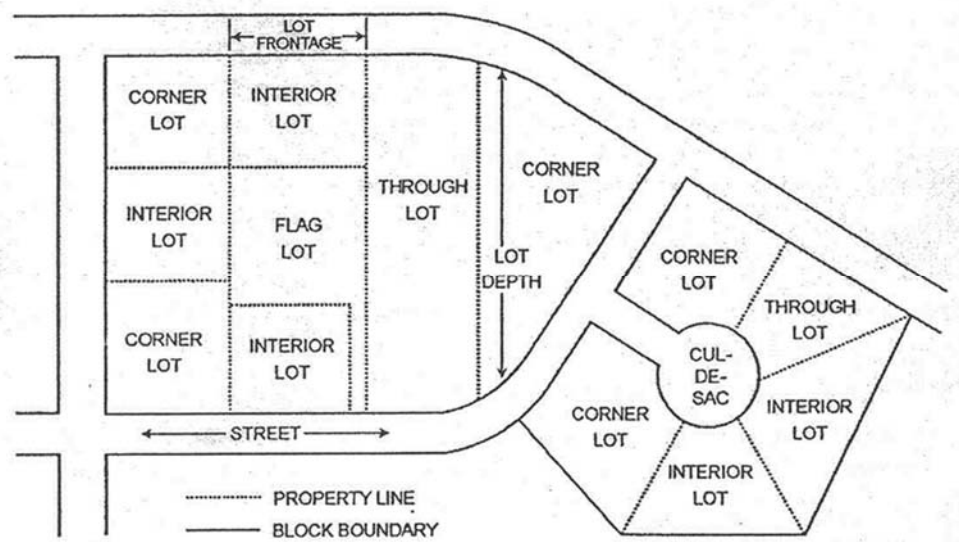 LOT
FRONTAGE
CORNER
LOT
INTERIOR
LOT
THROUGH
LOT
CORNER
LOT
INTERIOR
LOT
FLAG
LOT
LOT
DEPTH
CORNER
LOT
THROUGH
LOT
CORNER
LOT
INTERIOR
LOT
CUL-
DE-
SAC
INTERIOR
LOT
CORNER
LOT
INTERIOR
LOT
STREET
PROPERTY LINE
BLOCK BOUNDARY